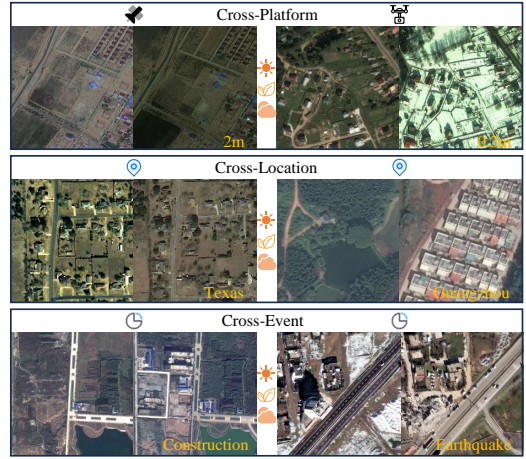 Cross-Platform
2m
0.3m
Cross-Location
Texas
Guangzhou
Cross-Event
Construction
Earthquake